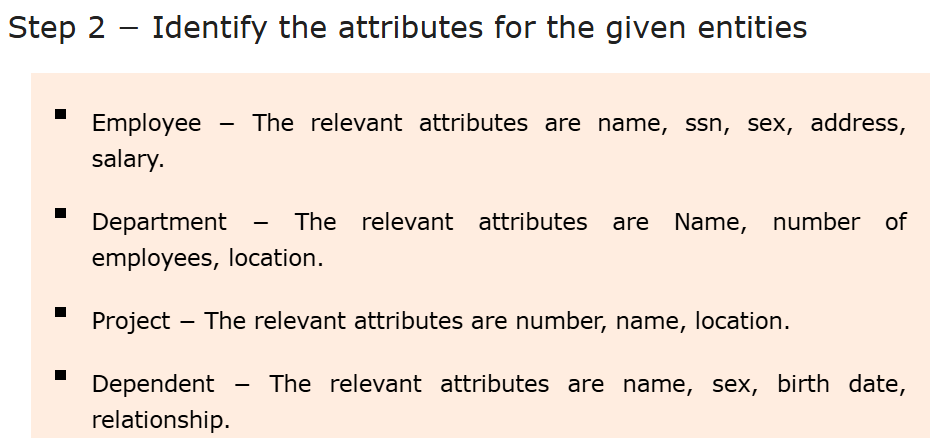 Step 2 − Identify the attributes for the given entities
▪ Employee − The relevant attributes are name, ssn, sex, address,
salary.
▪ Department − The relevant attributes are Name, number of
employees, location.
▪ Project − The relevant attributes are number, name, location.
▪ Dependent − The relevant attributes are name, sex, birth date,
relationship.